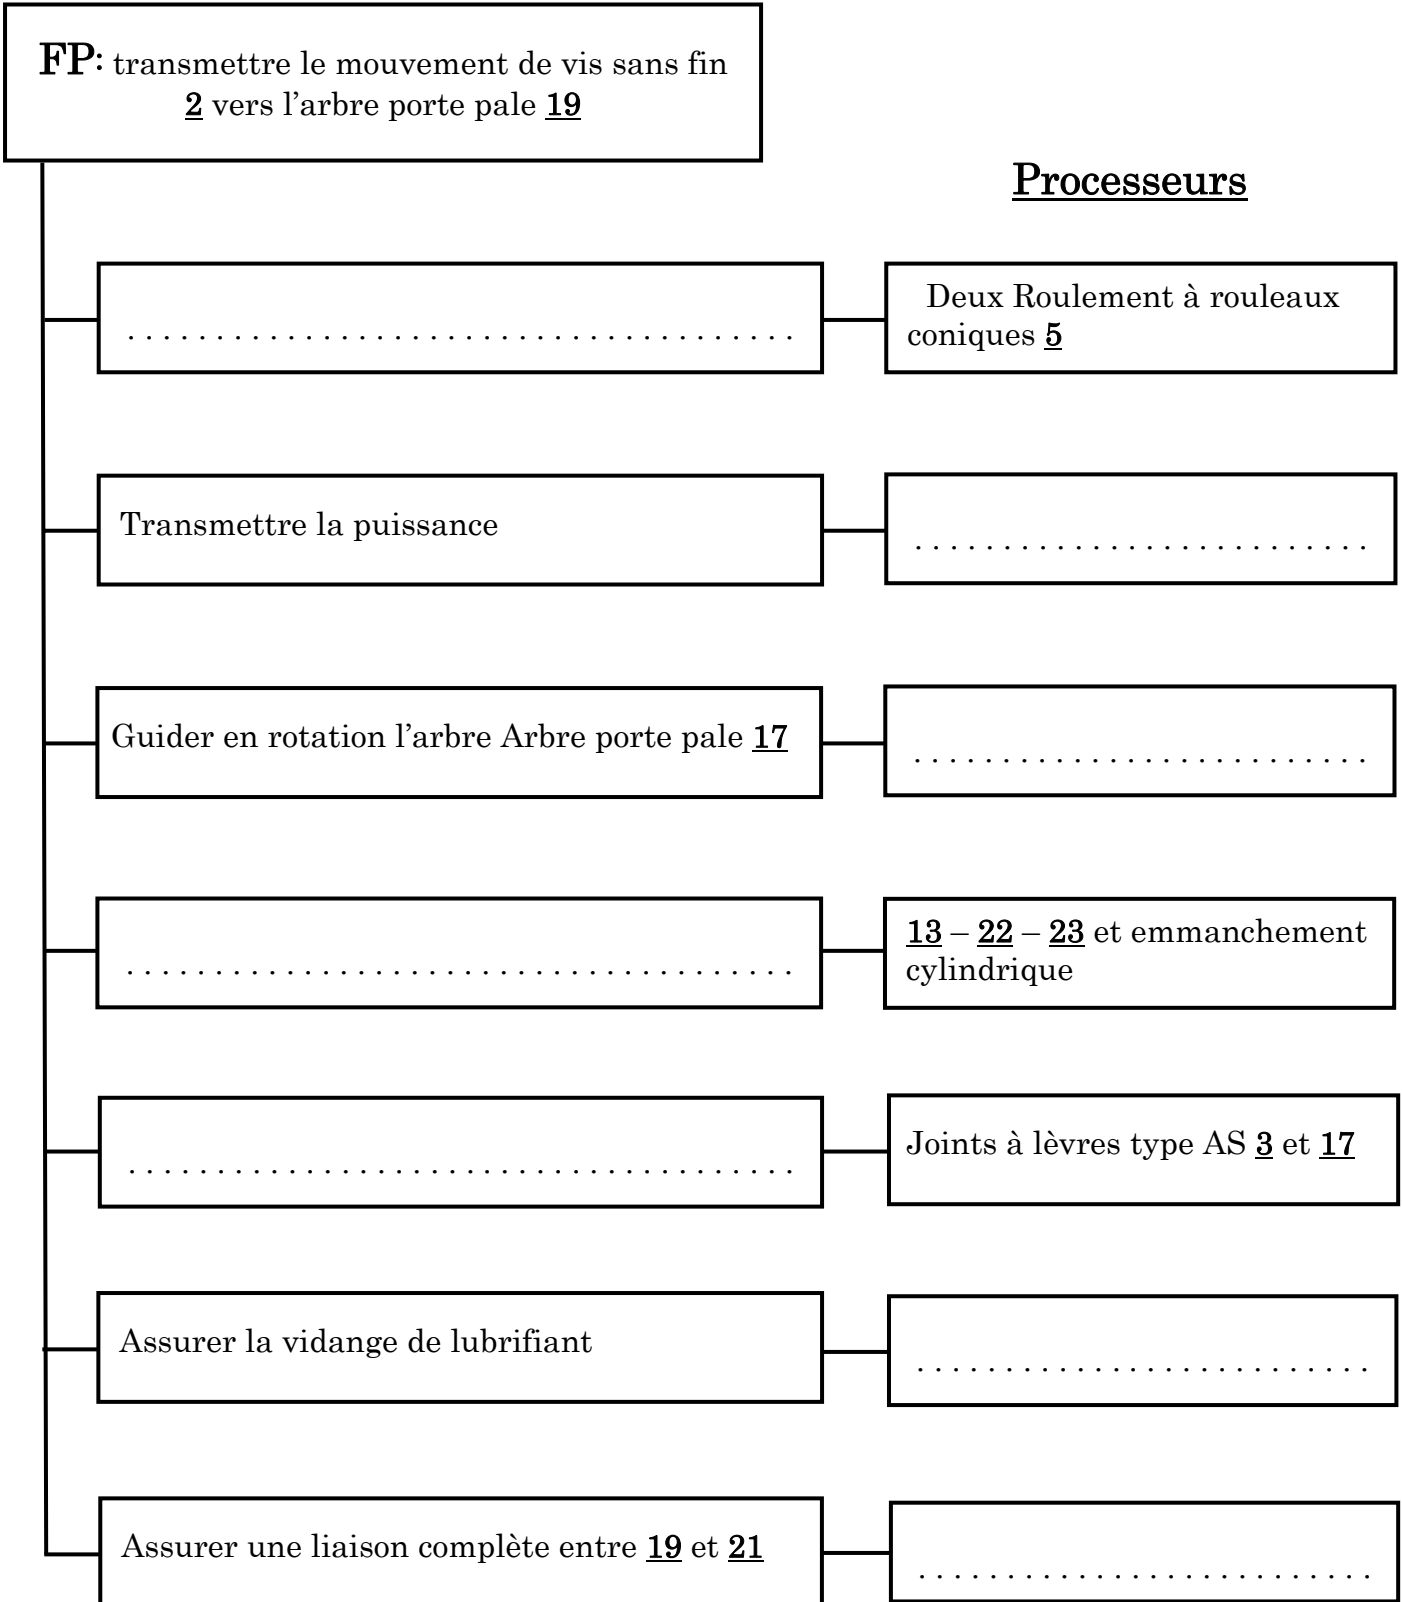 FP: transmettre le mouvement de vis sans fin
2 vers l’arbre porte pale 19
Processeurs
. . . . . . . . . . . . . . . . . . . . . . . . . . . . . . . . . . . . . .
Deux Roulement à rouleaux
coniques 5
Transmettre la puissance
. . . . . . . . . . . . . . . . . . . . . . . . . .
Guider en rotation l’arbre Arbre porte pale 17
. . . . . . . . . . . . . . . . . . . . . . . . . .
. . . . . . . . . . . . . . . . . . . . . . . . . . . . . . . . . . . . . .
13 – 22 – 23 et emmanchement
cylindrique
. . . . . . . . . . . . . . . . . . . . . . . . . . . . . . . . . . . . . .
Joints à lèvres type AS 3 et 17
Assurer la vidange de lubrifiant
. . . . . . . . . . . . . . . . . . . . . . . . . .
Assurer une liaison complète entre 19 et 21
. . . . . . . . . . . . . . . . . . . . . . . . . .